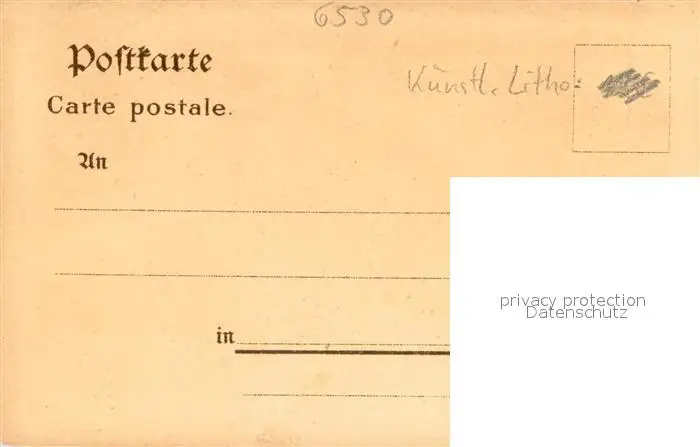 6530
Postkarte
Künstl. Litho:
Carte postale.
An
privacy protection
Datenschutz
in